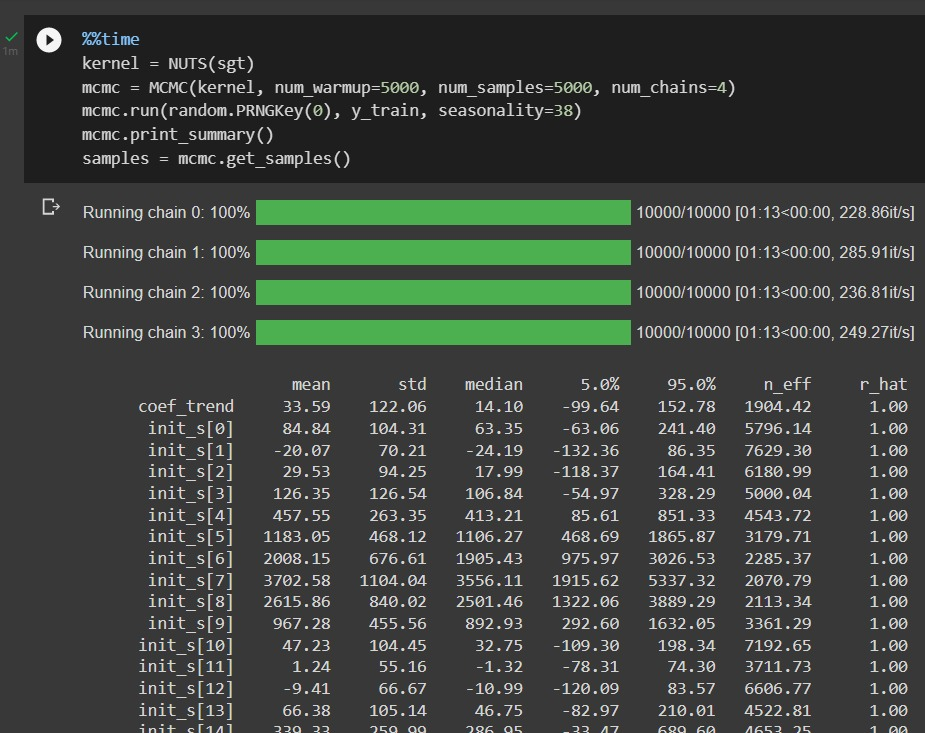 1m
%%time
kernel = NUTS(sgt)
mcmc = MCMC(kernel, num_warmup=5000, num_samples=5000, num_chains=4)
mcmc.run(random.PRNGKey(0), y_train, seasonality=38)
mcmc.print_summary()
samples = mcmc.get_samples()
Running chain 0: 100% 10000/10000 [01:13<00:00, 228.86it/s]
Running chain 1: 100% 10000/10000 [01:13<00:00, 285.91it/s]
Running chain 2: 100% 10000/10000 [01:13<00:00, 236.81it/s]
Running chain 3: 100% 10000/10000 [01:13<00:00, 249.27it/s]
mean std median 5.0% 95.0% n_eff r_hat
coef_trend 33.59 122.06 14.10 -99.64 152.78 1904.42 1.00
init_s[0] 84.84 104.31 63.35 -63.06 241.40 5796.14 1.00
init_s[1] -20.07 70.21 -24.19 -132.36 86.35 7629.30 1.00
init_s[2] 29.53 94.25 17.99 -118.37 164.41 6180.99 1.00
init_s[3] 126.35 126.54 106.84 -54.97 328.29 5000.04 1.00
init_s[4] 457.55 263.35 413.21 85.61 851.33 4543.72 1.00
init_s[5] 1183.05 468.12 1106.27 468.69 1865.87 3179.71 1.00
init_s[6] 2008.15 676.61 1905.43 975.97 3026.53 2285.37 1.00
init_s[7] 3702.58 1104.04 3556.11 1915.62 5337.32 2070.79 1.00
init_s[8] 2615.86 840.02 2501.46 1322.06 3889.29 2113.34 1.00
init_s[9] 967.28 455.56 892.93 292.60 1632.05 3361.29 1.00
init_s[10] 47.23 104.45 32.75 -109.30 198.34 7192.65 1.00
init_s[11] 1.24 55.16 -1.32 -78.31 74.30 3711.73 1.00
init_s[12] -9.41 66.67 -10.99 -120.09 83.57 6606.77 1.00
init_s[13] 66.38 105.14 46.75 -82.97 210.01 4522.81 1.00
init_s[14] 339.33 259.99 286.95 -33.47 689.60 4653.25 1.00